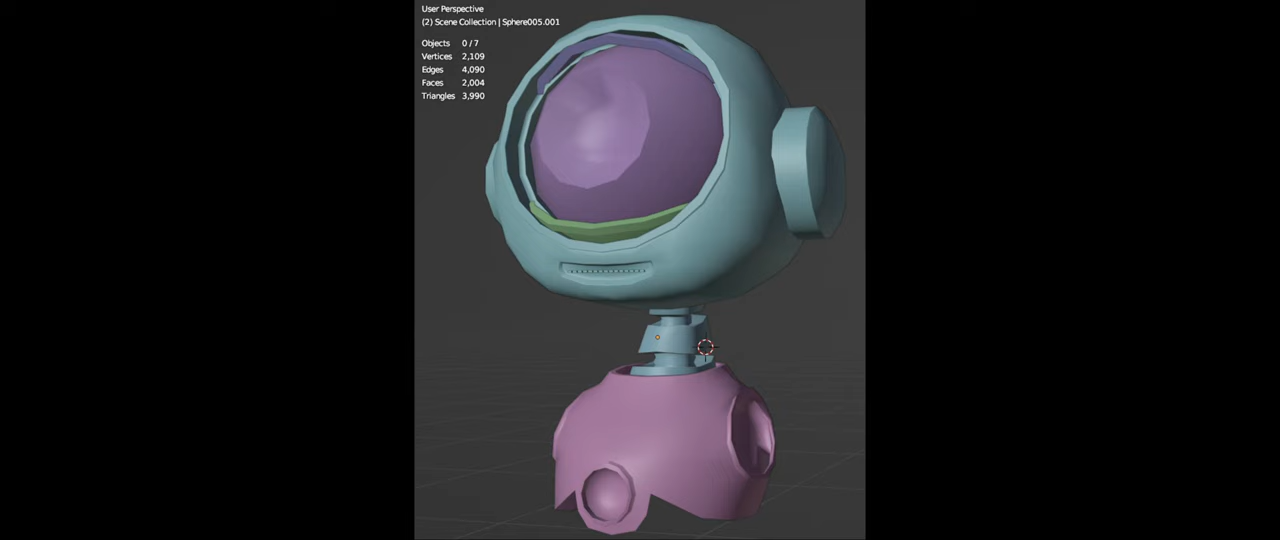 User Perspective
(2) Scene Collection | Sphere005.001
Objects 0 / 7
Vertices 2,109
Edges 4,090
Faces 2,004
Triangles 3,990